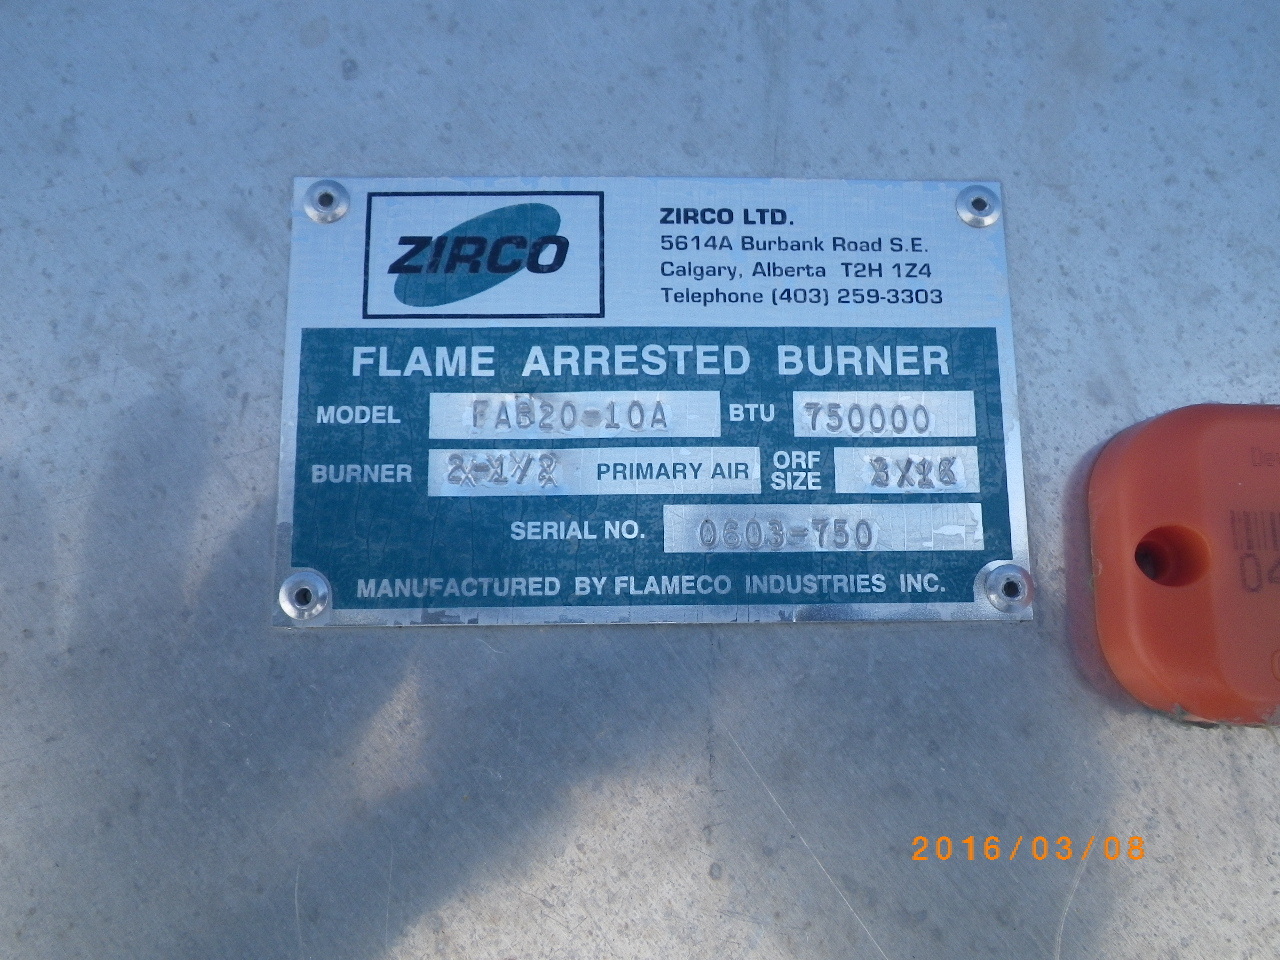 ZIRCO
ZIRCO LTD.
5614A Burbank Road S.E.
Calgary, Alberta T2H 1Z4
Telephone (403) 259-3303
FLAME ARRESTED BURNER
MODEL FAB20-10A BTU 750000
BURNER PRIMARY AIR ORF SIZE
SERIAL NO. 0603-750
MANUFACTURED BY FLAMECO INDUSTRIES INC.
2016/03/08